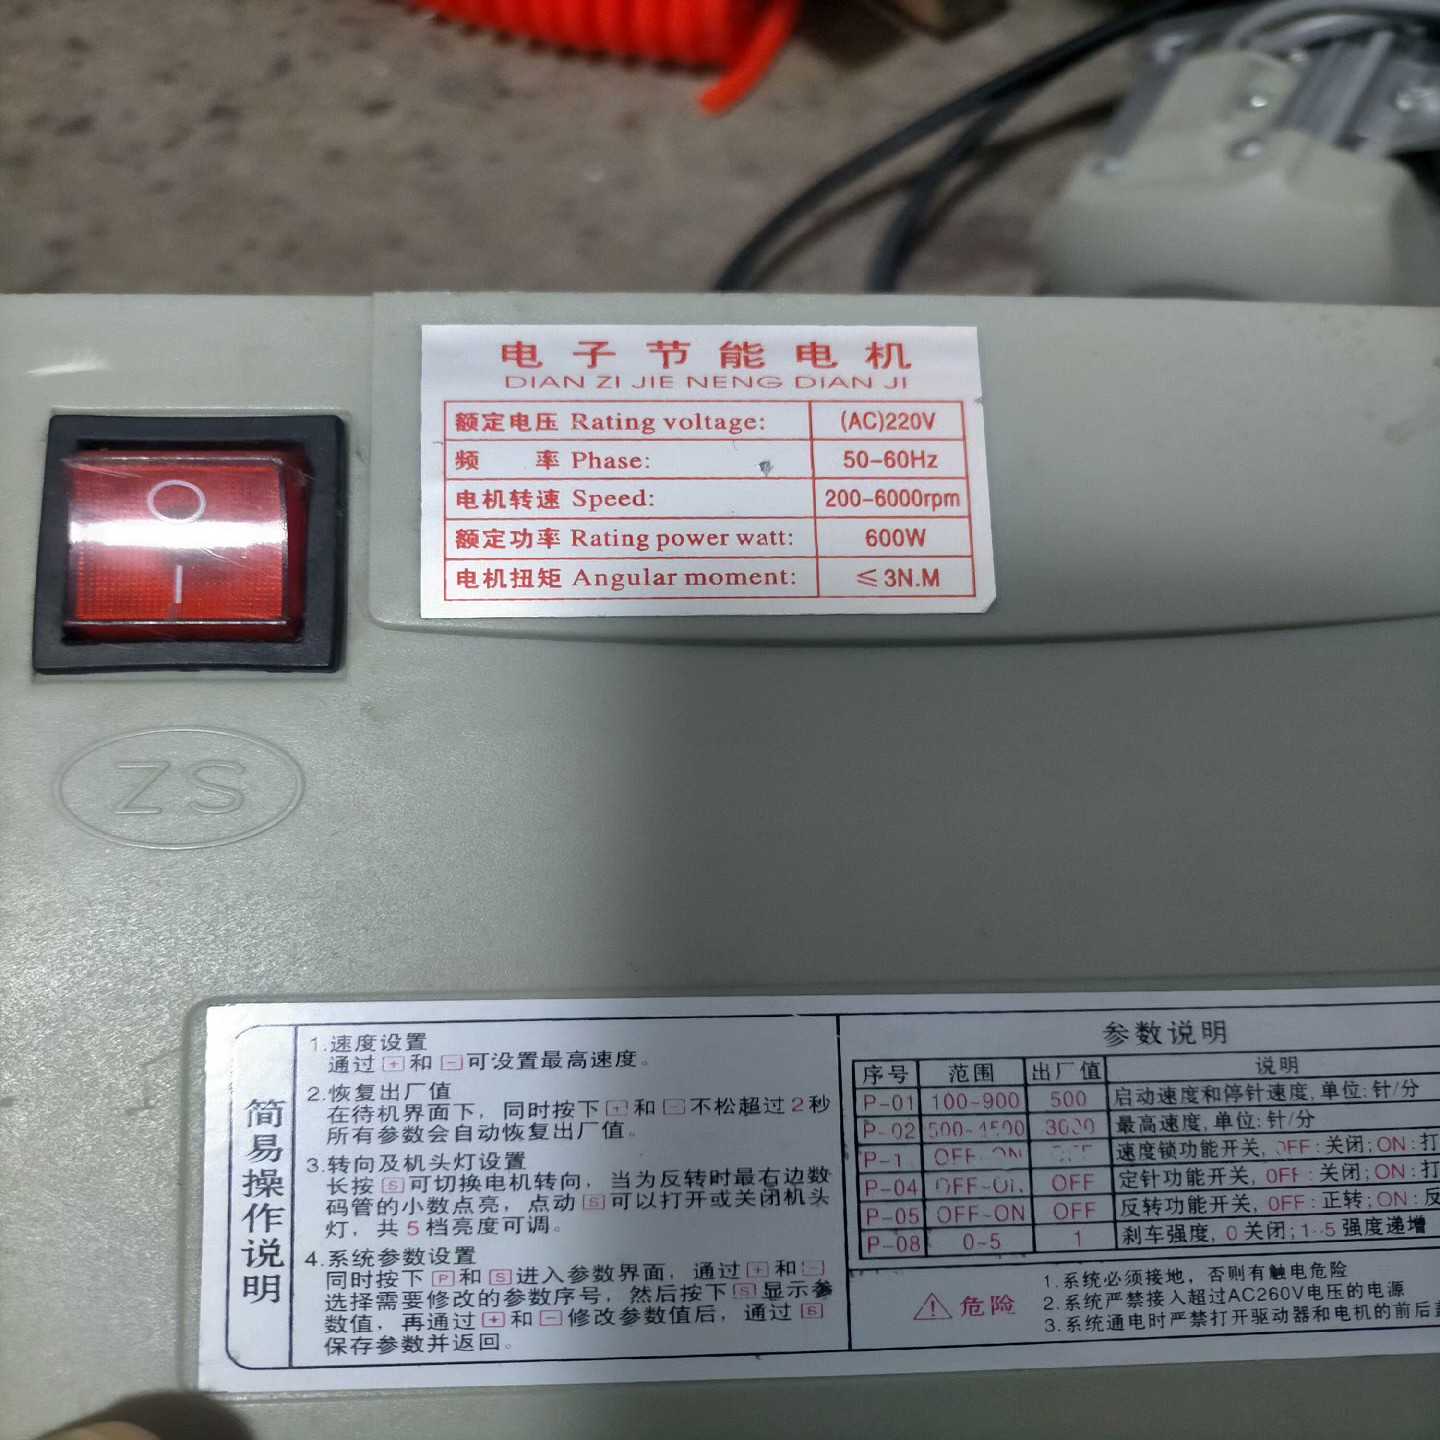 电子节能电机
DIAN ZI JIE NENG DIAN JI
额定电压 Rating voltage: (AC)220V
频 率 Phase: 50-60Hz
电机转速 Speed: 200-6000rpm
额定功率 Rating power watt: 600W
电机扭矩 Angular moment: ≤3N.M
ZS
简易操作说明
1.速度设置
通过[+]和[-]可设置最高速度。
2.恢复出厂值
在待机界面下，同时按下[+]和[-]不松超过2秒
所有参数会自动恢复出厂值。
3.转向及机头灯设置
长按[S]可切换电机转向，当为反转时最右边数
码管的小数点亮，点动[S]可以打开或关闭机头
灯，共5档亮度可调。
4.系统参数设置
同时按下[P]和[S]进入参数界面，通过[+]和[-]
选择需要修改的参数序号，然后按下[S]显示参
数值，再通过[+]和[-]修改参数值后，通过[S]
保存参数并返回。
参数说明
序号 范围 出厂值 说明
P-01 100-900 500 启动速度和停针速度,单位:针/分
P-02 500-4500 3000 最高速度,单位:针/分
速度锁功能开关,OFF:关闭;ON:打
P-04 OFF-ON OFF 定针功能开关,OFF:关闭;ON:打
P-05 OFF-ON OFF 反转功能开关,OFF:正转;ON:反
P-08 0-5 1 刹车强度,0关闭;1-5强度递增
危险
1.系统必须接地，否则有触电危险
2.系统严禁接入超过AC260V电压的电源
3.系统通电时严禁打开驱动器和电机的前后盖